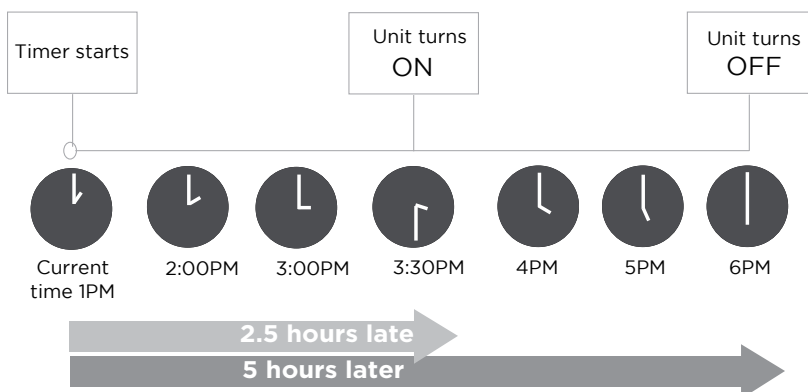 Timer starts
Unit turns
ON
Unit turns
OFF
Current
time 1PM
2:00PM
3:00PM
3:30PM
4PM
5PM
6PM
2.5 hours late
5 hours later